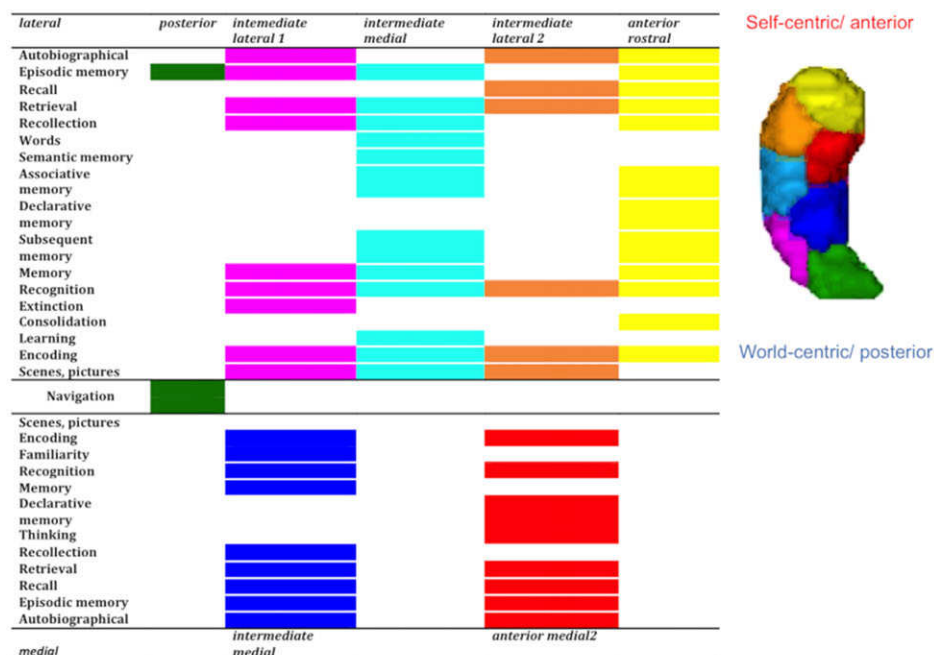 lateral posterior intemediate intermediate intermediate anterior
lateral 1 medial lateral 2 rostral
Autobiographical
Episodic memory
Recall
Retrieval
Recollection
Words
Semantic memory
Associative
memory
Declarative
memory
Subsequent
memory
Memory
Recognition
Extinction
Consolidation
Learning
Encoding
Scenes, pictures
Navigation
Scenes, pictures
Encoding
Familiarity
Recognition
Memory
Declarative
memory
Thinking
Recollection
Retrieval
Recall
Episodic memory
Autobiographical
intermediate anterior medial2
medial medial
Self-centric/ anterior
World-centric/ posterior